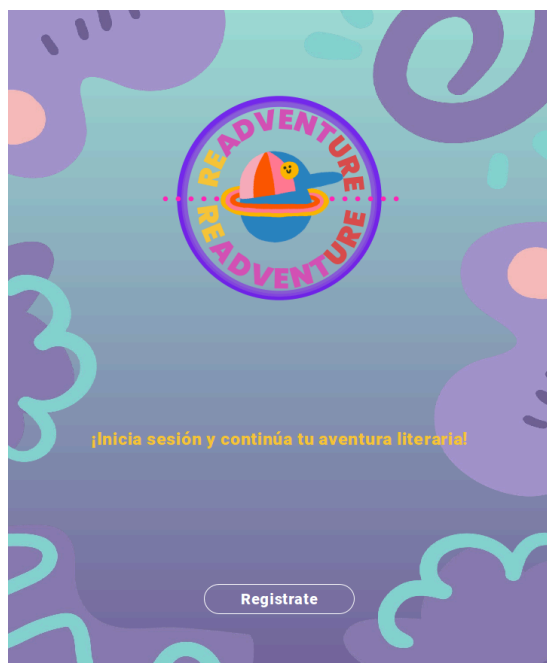 READVENTURE
READVENTURE
¡Inicia sesión y continúa tu aventura literaria!
Registrate